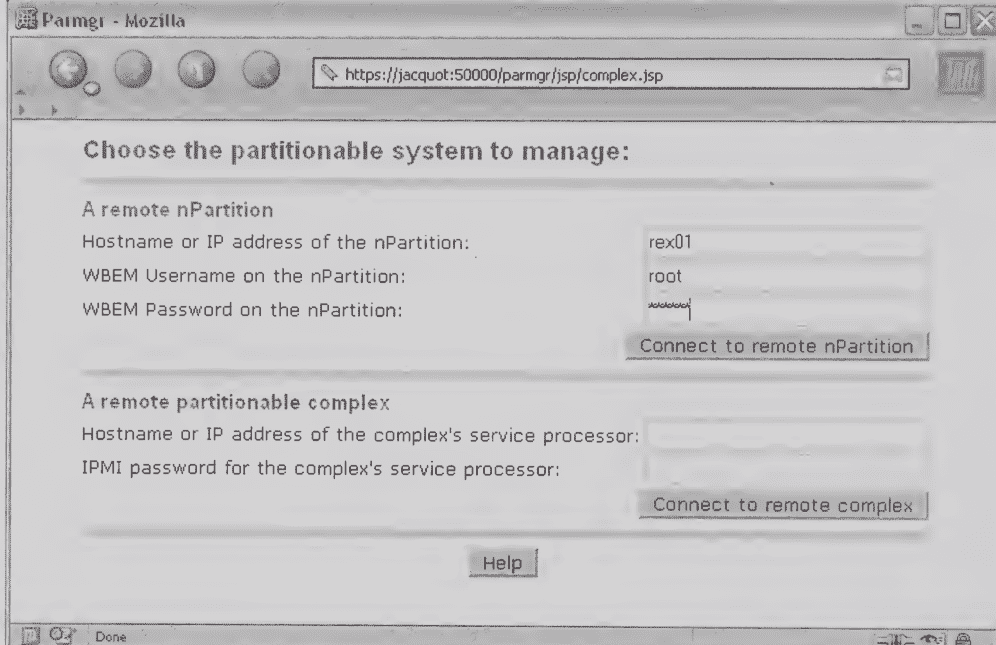 Parmgr - Mozilla
https://jacquot:50000/parmgr/jsp/complex.jsp
Choose the partitionable system to manage:
A remote nPartition
Hostname or IP address of the nPartition: rex01
WBEM Username on the nPartition: root
WBEM Password on the nPartition: ******
Connect to remote nPartition
A remote partitionable complex
Hostname or IP address of the complex's service processor:
IPMI password for the complex's service processor:
Connect to remote complex
Help
Done